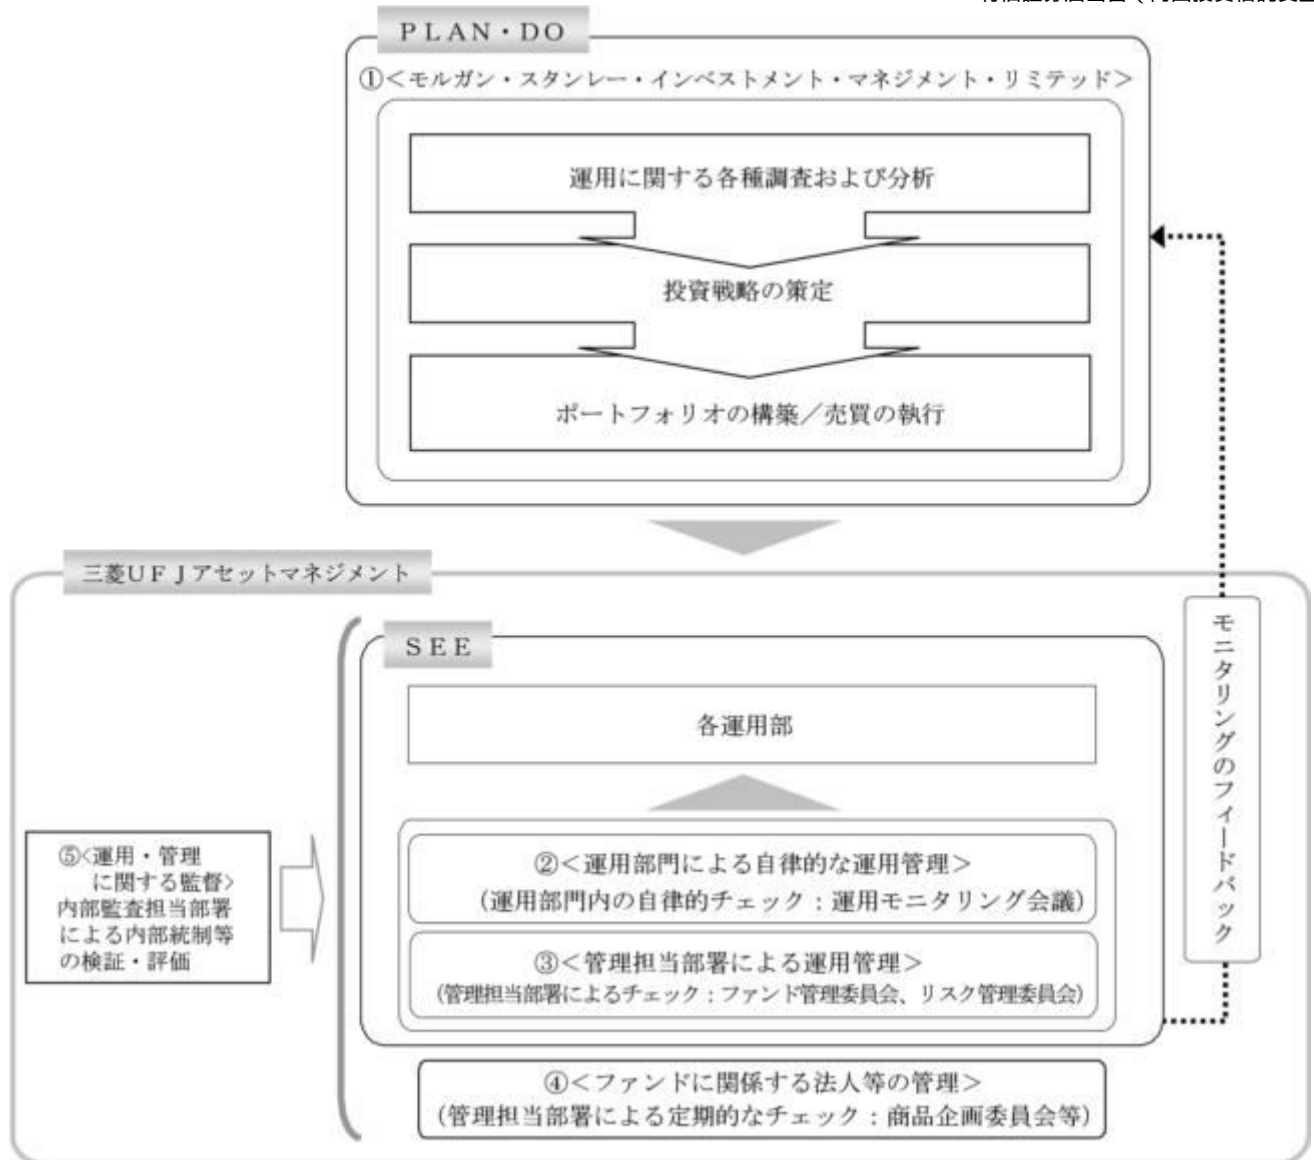 PLAN・DO
①<モルガン・スタンレー・インベストメント・マネジメント・リミテッド>
運用に関する各種調査および分析
投資戦略の策定
ポートフォリオの構築/売買の執行
三菱UFJアセットマネジメント
SEE
各運用部
②<運用部門による自律的な運用管理>
(運用部門内の自律的チェック:運用モニタリング会議)
③<管理担当部署による運用管理>
(管理担当部署によるチェック:ファンド管理委員会、リスク管理委員会)
④<ファンドに関係する法人等の管理>
(管理担当部署による定期的なチェック:商品企画委員会等)
⑤<運用・管理
に関する監督>
内部監査担当部署
による内部統制等
の検証・評価
モニタリングのフィードバック